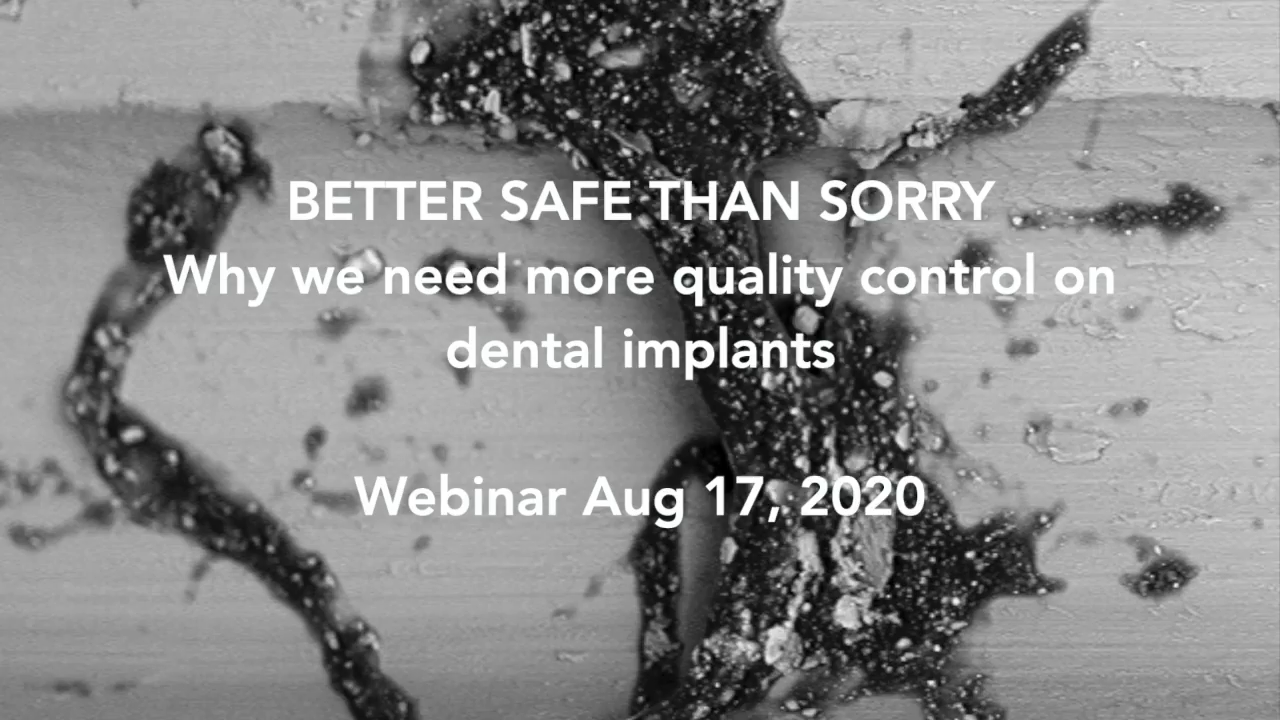 BETTER SAFE THAN SORRY
Why we need more quality control on
dental implants
Webinar Aug 17, 2020